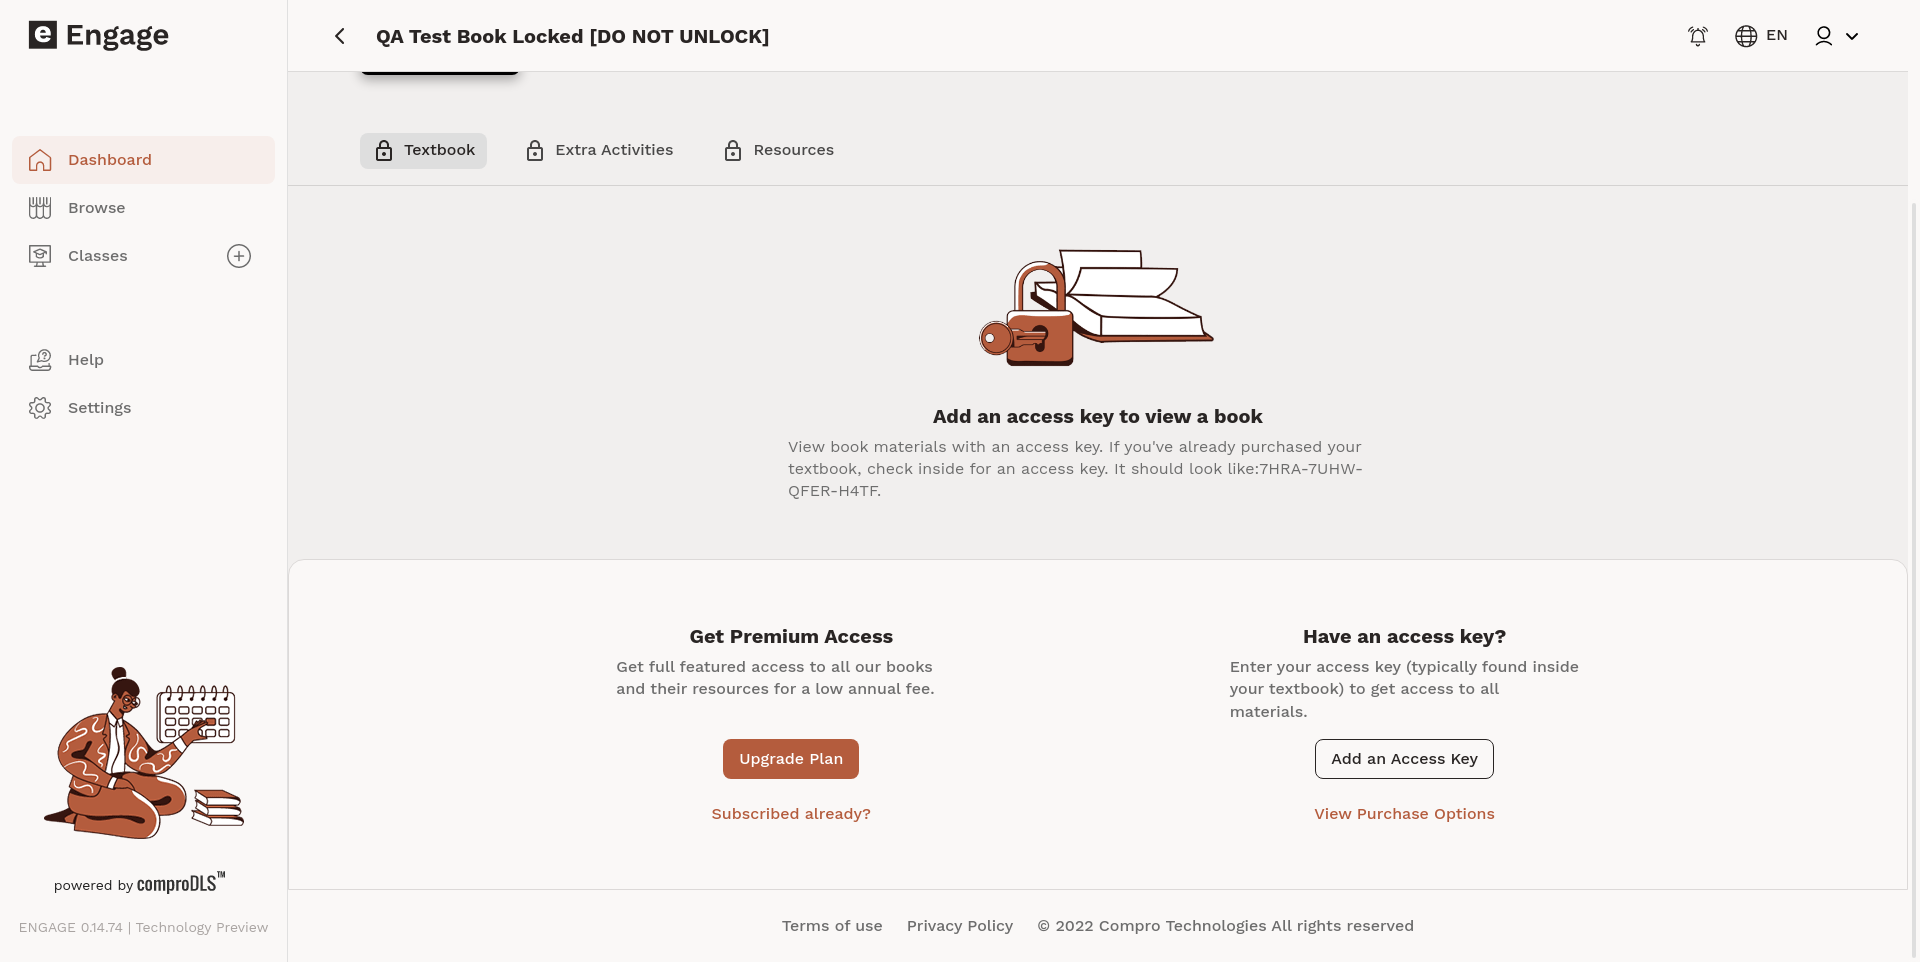 e Engage
QA Test Book Locked [DO NOT UNLOCK]
EN
Dashboard
Browse
Classes
Help
Settings
powered by comproDLS™
ENGAGE 0.14.74 | Technology Preview
Textbook
Extra Activities
Resources
Add an access key to view a book
View book materials with an access key. If you've already purchased your
textbook, check inside for an access key. It should look like:7HRA-7UHW-
QFER-H4TF.
Get Premium Access
Get full featured access to all our books
and their resources for a low annual fee.
Upgrade Plan
Subscribed already?
Have an access key?
Enter your access key (typically found inside
your textbook) to get access to all
materials.
Add an Access Key
View Purchase Options
Terms of use
Privacy Policy
© 2022 Compro Technologies All rights reserved